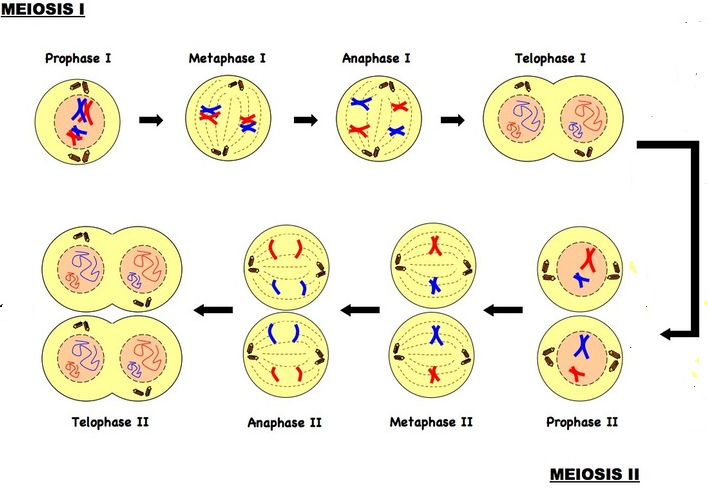 MEIOSIS I
Prophase I
Metaphase I
Anaphase I
Telophase I
Telophase II
Anaphase II
Metaphase II
Prophase II
MEIOSIS II